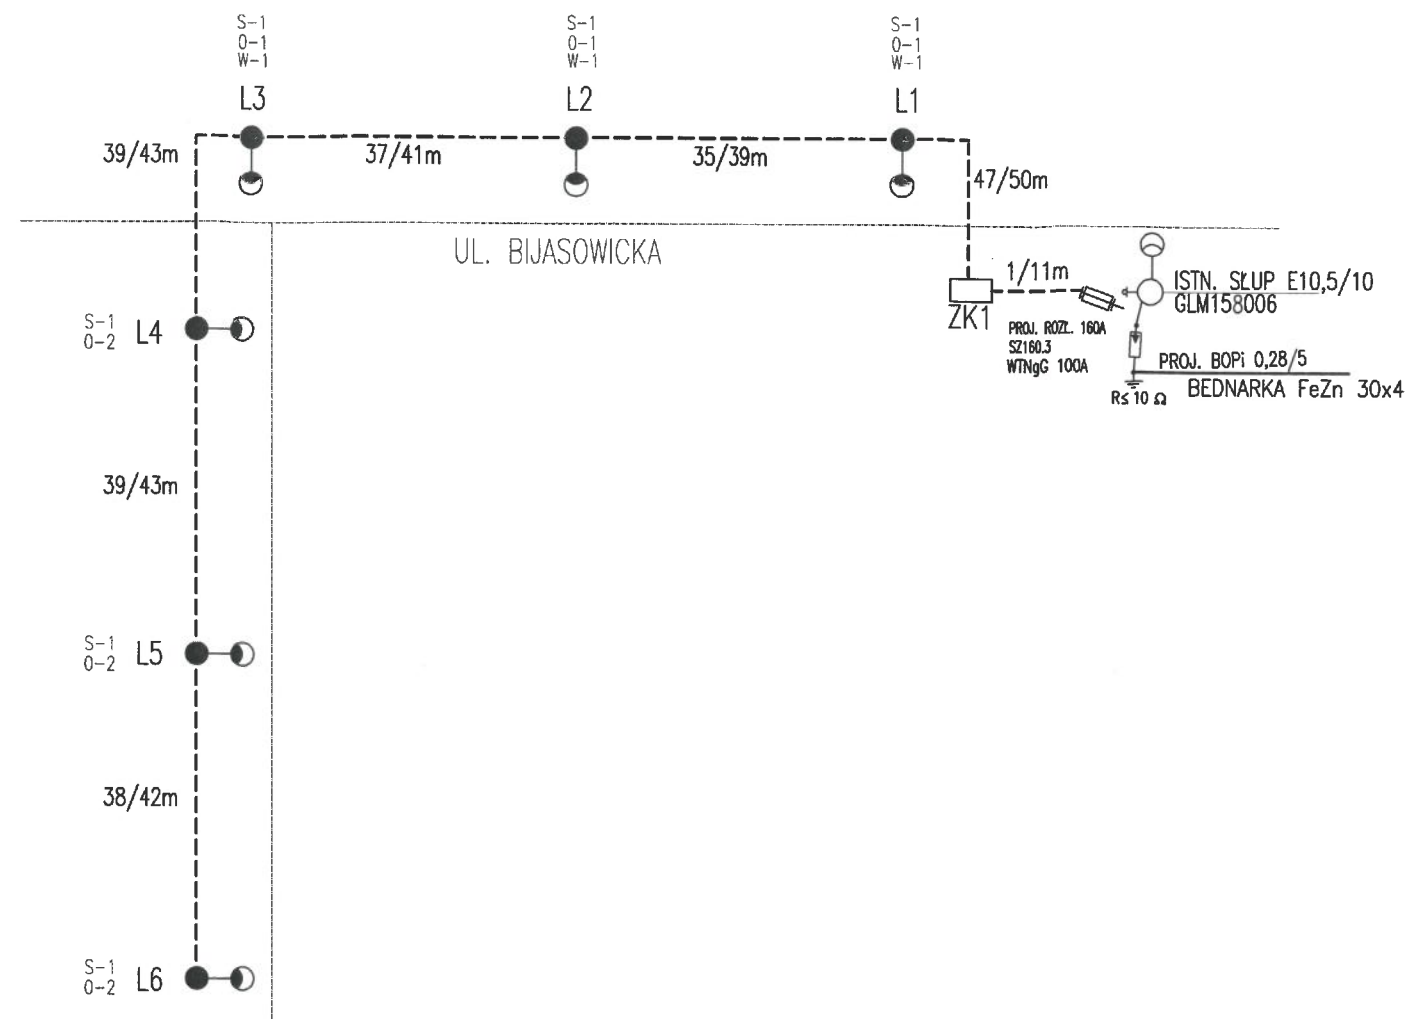 S-1
O-1
W-1
L3
S-1
O-1
W-1
L2
S-1
O-1
W-1
L1
39/43m
37/41m
35/39m
47/50m
UL. BIJASOWICKA
1/11m
ISTN. SŁUP E10,5/10
GLM158006
ZK1
PROJ. ROZŁ. 160A
SZ160.3
WTNgG 100A
PROJ. BOPi 0,28/5
BEDNARKA FeZn 30x4
R≤ 10 Ω
S-1
O-2
L4
39/43m
S-1
O-2
L5
38/42m
S-1
O-2
L6